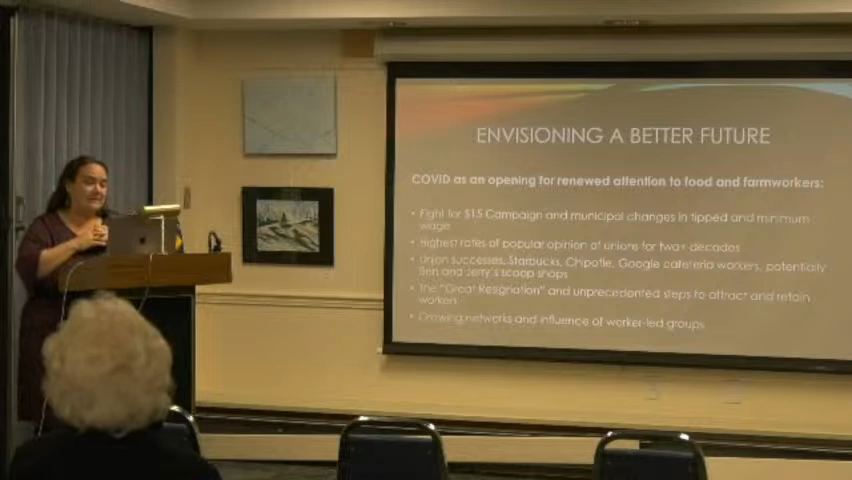 ENVISIONING A BETTER FUTURE
COVID as an opening for renewed attention to food and farmworkers:
• Fight for $15 Campaign and municipal changes in tipped and minimum
wage
• Highest rates of popular opinion of unions for two+ decades
• Union successes, Starbucks, Chipotle, Google cafeteria workers, potentially
Ben and Jerry's scoop shops
• The "Great Resignation" and unprecedented steps to attract and retain
workers
• Growing networks and influence of worker-led groups